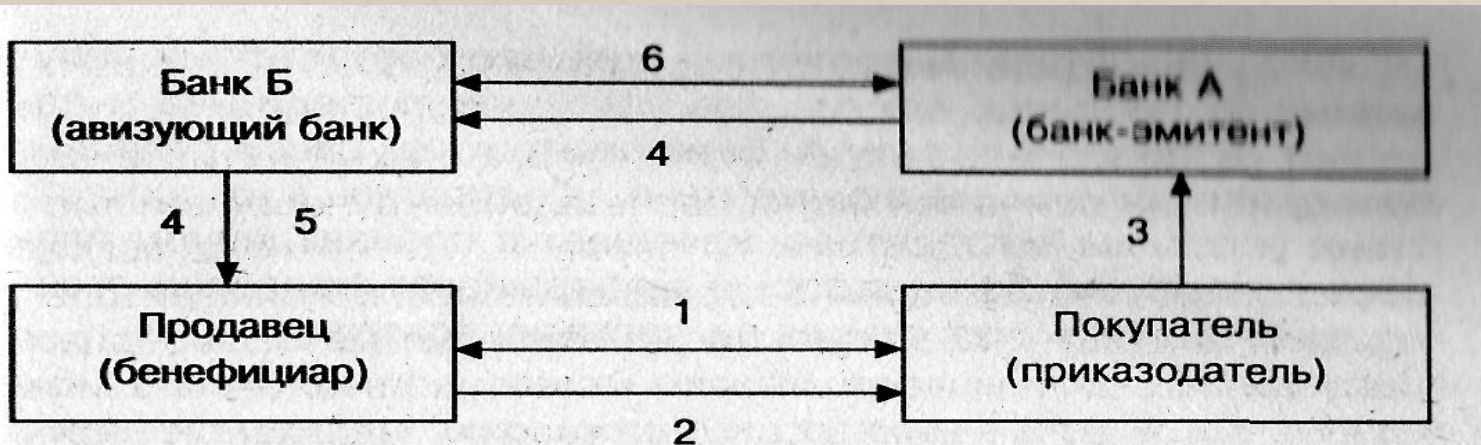 6
Банк Б
(авизующий банк)
Банк А
(банк-эмитент)
4
4
5
3
1
Продавец
(бенефициар)
Покупатель
(приказодатель)
2